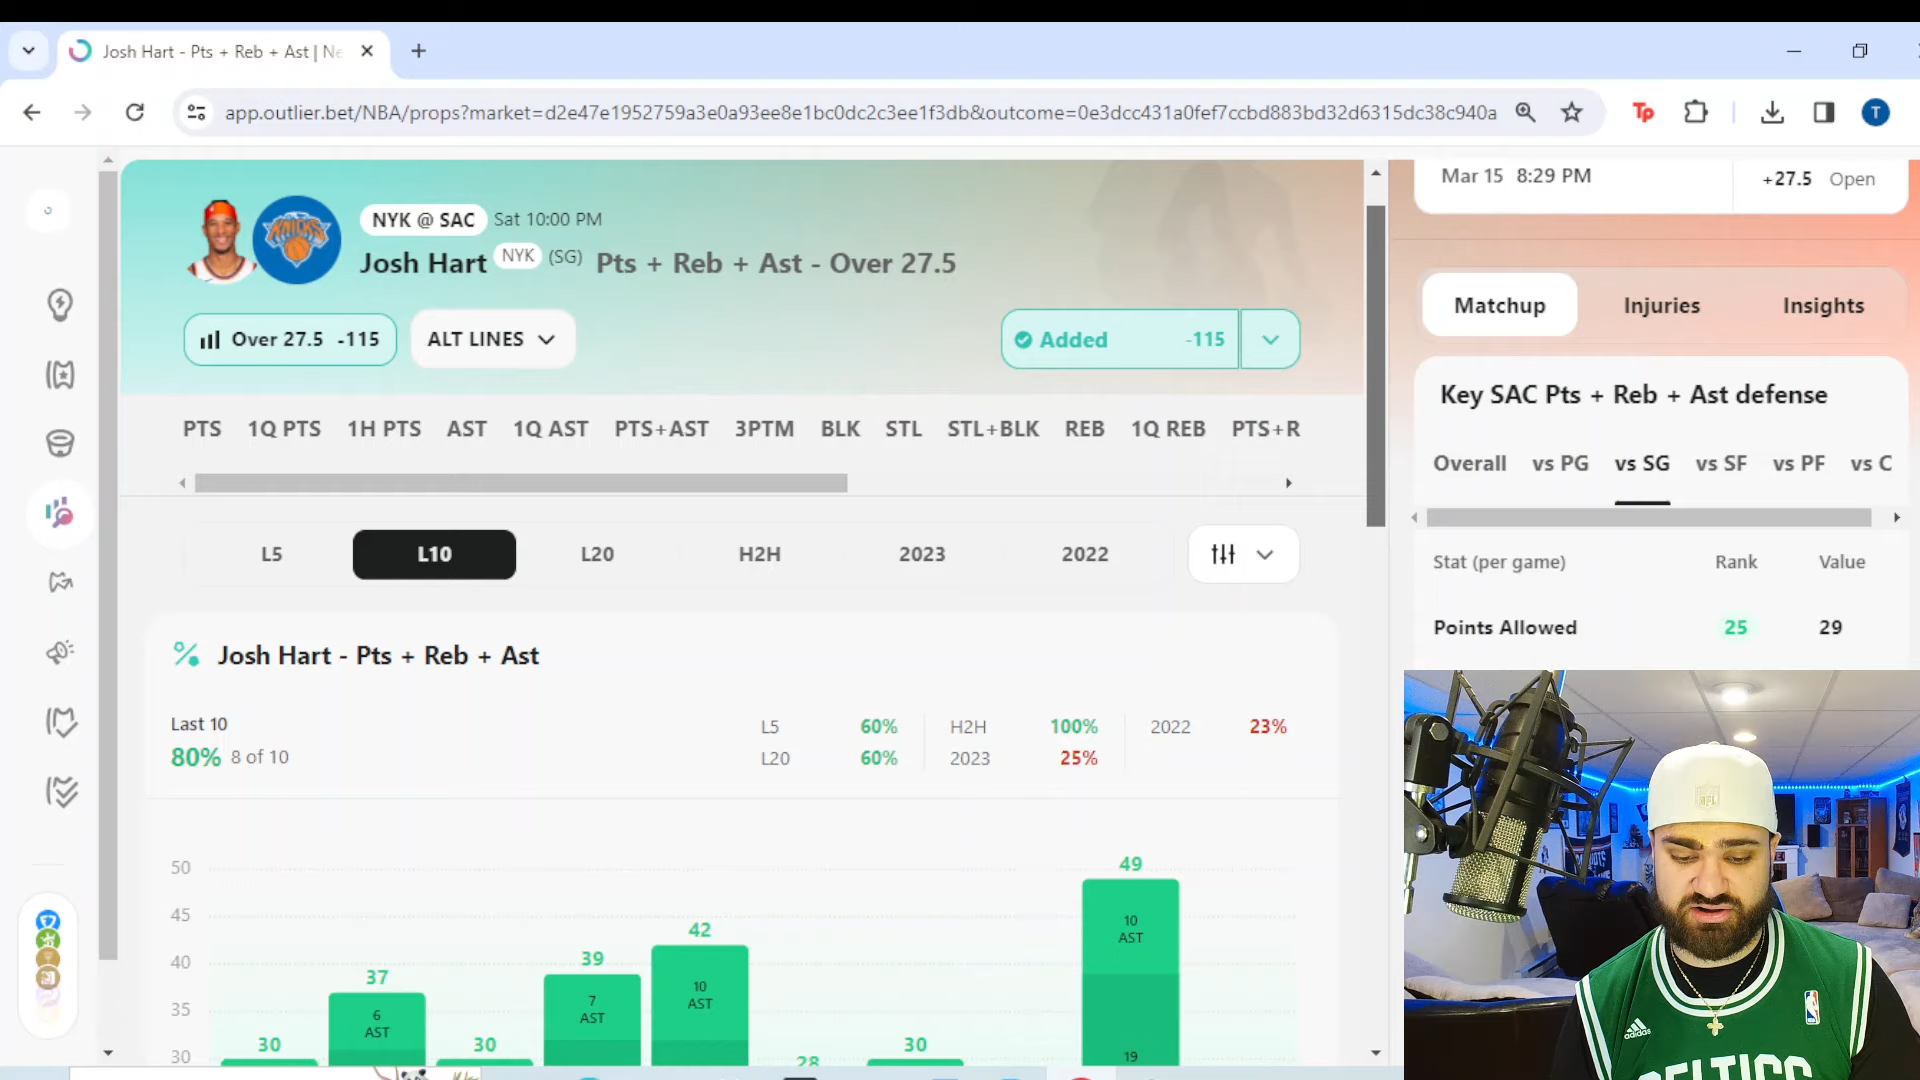 Josh Hart - Pts + Reb + Ast | Ne
app.outlier.bet/NBA/props?market=d2e47e1952759a3e0a93ee8e1bc0dc2c3ee1f3db&outcome=0e3dcc431a0fef7ccbd883bd32d6315dc38c940a
Tp
T
KNICKS
NYK @ SAC Sat 10:00 PM
Josh Hart NYK (SG) Pts + Reb + Ast - Over 27.5
Over 27.5 -115
ALT LINES
Added -115
PTS 1Q PTS 1H PTS AST 1Q AST PTS+AST 3PTM BLK STL STL+BLK REB 1Q REB PTS+R
L5 L10 L20 H2H 2023 2022
Josh Hart - Pts + Reb + Ast
Last 10
80% 8 of 10
L5 60% H2H 100% 2022 23%
L20 60% 2023 25%
50
45
40
35
30
30
37
6
AST
30
39
7
AST
42
10
AST
28
30
49
10
AST
19
Mar 15 8:29 PM
+27.5 Open
Matchup Injuries Insights
Key SAC Pts + Reb + Ast defense
Overall vs PG vs SG vs SF vs PF vs C
Stat (per game) Rank Value
Points Allowed 25 29
NFL
adidas
CELTICS